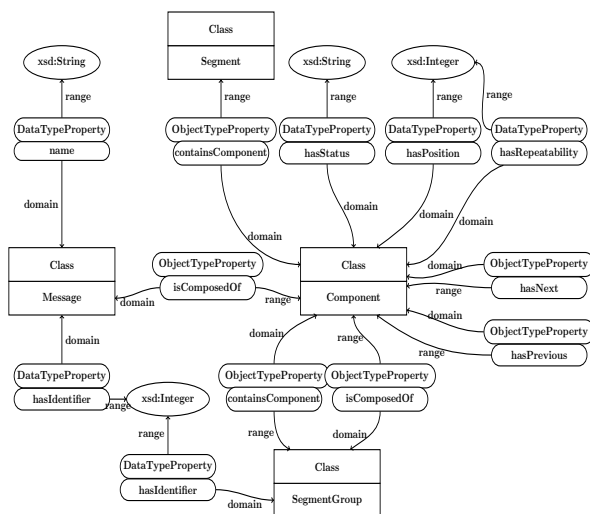 Class
Segment
xsd:String
xsd:String
xsd:Integer
range
range
range
range
range
DataTypeProperty
name
ObjectTypeProperty
containsComponent
DataTypeProperty
hasStatus
DataTypeProperty
hasPosition
DataTypeProperty
hasRepeatability
domain
domain
domain
domain
domain
Class
Message
ObjectTypeProperty
isComposedOf
domain
range
Class
Component
domain
range
ObjectTypeProperty
hasNext
domain
range
ObjectTypeProperty
hasPrevious
domain
domain
range
DataTypeProperty
hasIdentifier
range
xsd:Integer
ObjectTypeProperty
containsComponent
ObjectTypeProperty
isComposedOf
range
range
domain
DataTypeProperty
hasIdentifier
domain
Class
SegmentGroup